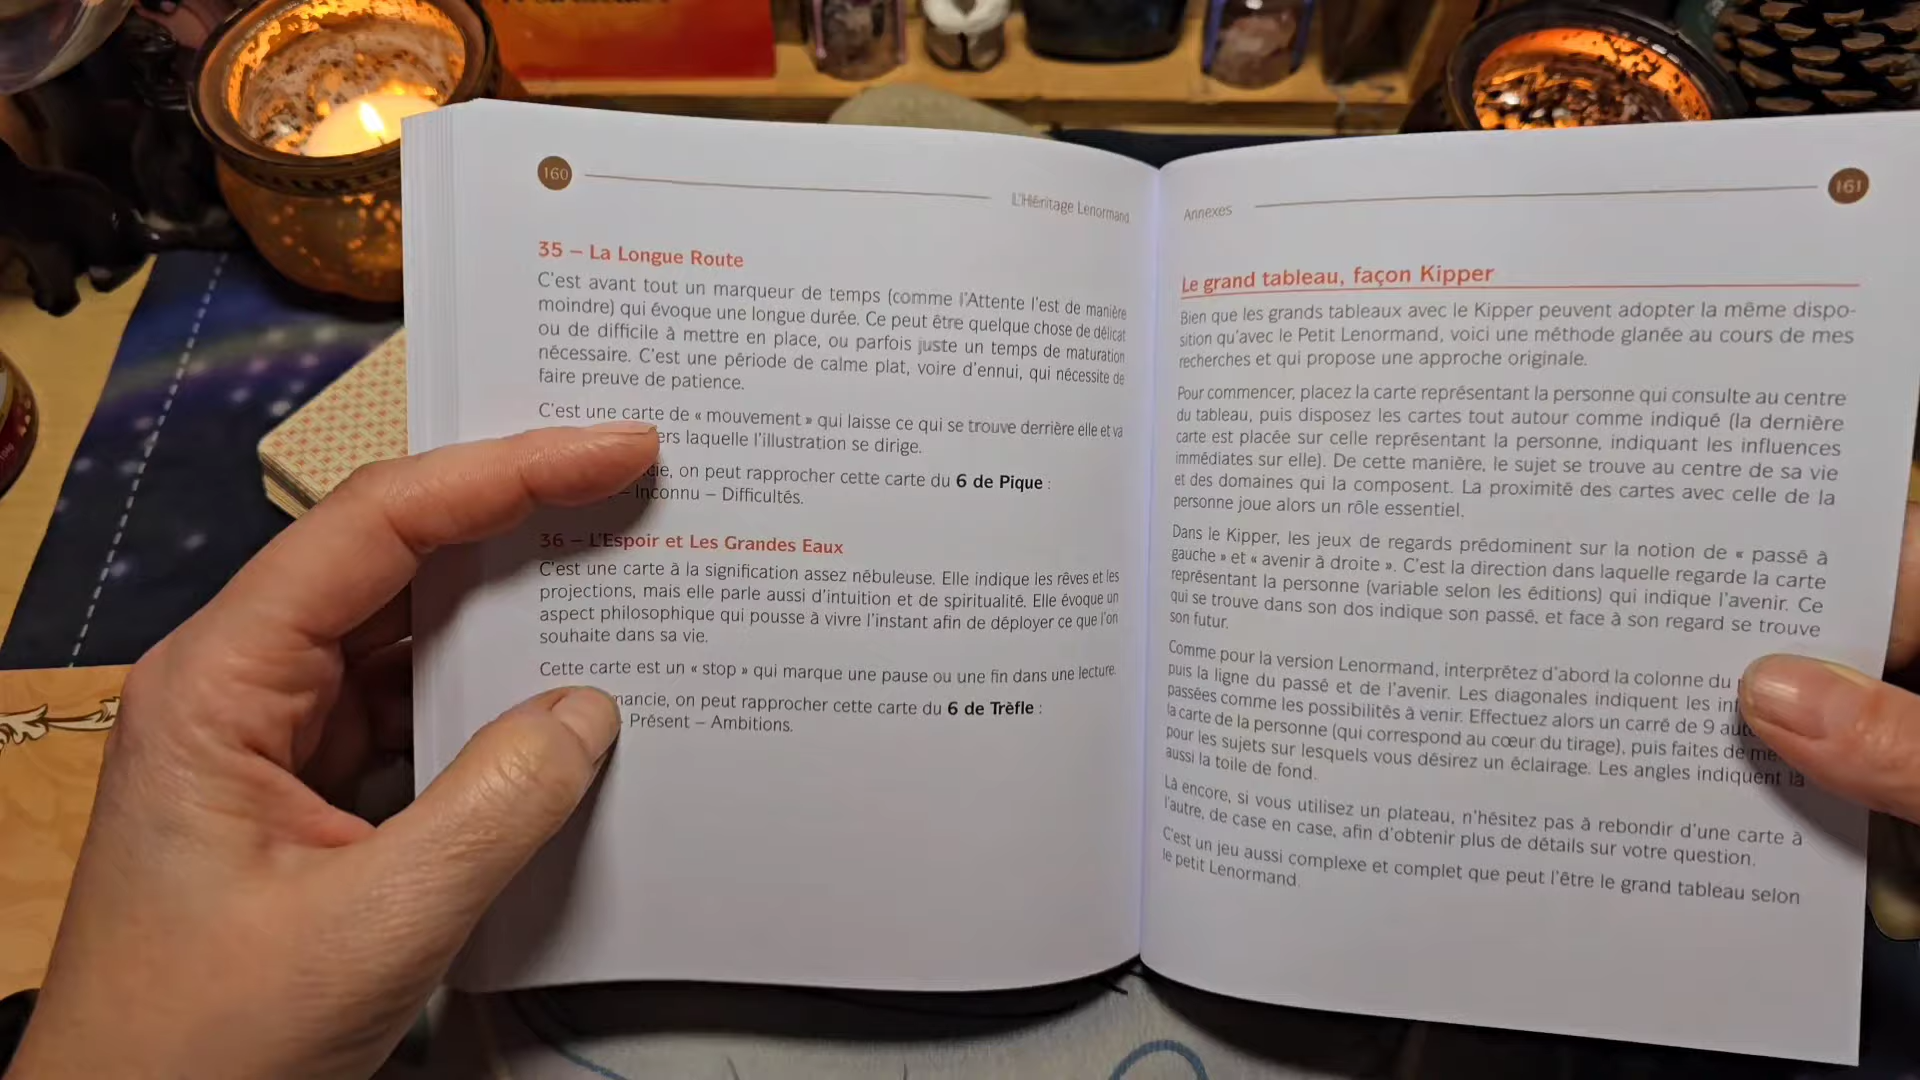 160
L'Héritage Lenormand
35 – La Longue Route
C'est avant tout un marqueur de temps (comme l'Attente l'est de manière
moindre) qui évoque une longue durée. Ce peut être quelque chose de délicat
ou de difficile à mettre en place, ou parfois juste un temps de maturation
nécessaire. C'est une période de calme plat, voire d'ennui, qui nécessite de
faire preuve de patience.
C'est une carte de « mouvement » qui laisse ce qui se trouve derrière elle et va
laquelle l'illustration se dirige.
on peut rapprocher cette carte du 6 de Pique :
– Inconnu – Difficultés.
36 – L'Espoir et Les Grandes Eaux
C'est une carte à la signification assez nébuleuse. Elle indique les rêves et les
projections, mais elle parle aussi d'intuition et de spiritualité. Elle évoque un
aspect philosophique qui pousse à vivre l'instant afin de déployer ce que l'on
souhaite dans sa vie.
Cette carte est un « stop » qui marque une pause ou une fin dans une lecture.
on peut rapprocher cette carte du 6 de Trèfle :
– Présent – Ambitions.
Annexes
161
Le grand tableau, façon Kipper
Bien que les grands tableaux avec le Kipper peuvent adopter la même dispo-
sition qu'avec le Petit Lenormand, voici une méthode glanée au cours de mes
recherches et qui propose une approche originale.
Pour commencer, placez la carte représentant la personne qui consulte au centre
du tableau, puis disposez les cartes tout autour comme indiqué (la dernière
carte est placée sur celle représentant la personne, indiquant les influences
immédiates sur elle). De cette manière, le sujet se trouve au centre de sa vie
et des domaines qui la composent. La proximité des cartes avec celle de la
personne joue alors un rôle essentiel.
Dans le Kipper, les jeux de regards prédominent sur la notion de « passé à
gauche » et « avenir à droite ». C'est la direction dans laquelle regarde la carte
représentant la personne (variable selon les éditions) qui indique l'avenir. Ce
qui se trouve dans son dos indique son passé, et face à son regard se trouve
son futur.
Comme pour la version Lenormand, interprétez d'abord la colonne du
puis la ligne du passé et de l'avenir. Les diagonales indiquent les
passées comme les possibilités à venir. Effectuez alors un carré de 9
la carte de la personne (qui correspond au cœur du tirage), puis faites de
pour les sujets sur lesquels vous désirez un éclairage. Les angles indiquent la
aussi la toile de fond.
Là encore, si vous utilisez un plateau, n'hésitez pas à rebondir d'une carte à
l'autre, de case en case, afin d'obtenir plus de détails sur votre question.
C'est un jeu aussi complexe et complet que peut l'être le grand tableau selon
le petit Lenormand.